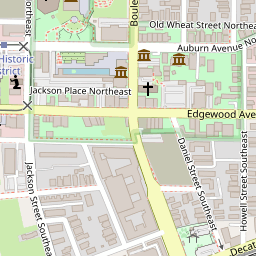 Northeast
Boule
Old Wheat Street Northeas
Auburn Avenue No
Historic
District
Jackson Place Northeast
Edgewood Ave
Jackson Street Southeast
Daniel Street Southeast
Howell Street Southeast
Decat